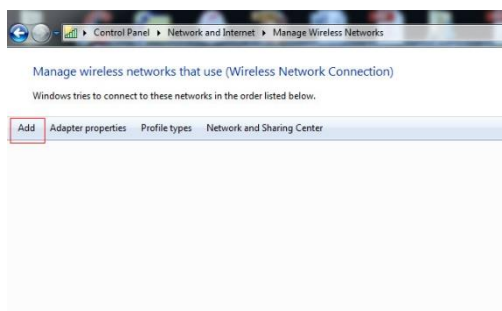 Control Panel ▸ Network and Internet ▸ Manage Wireless Networks
Manage wireless networks that use (Wireless Network Connection)
Windows tries to connect to these networks in the order listed below.
Add Adapter properties Profile types Network and Sharing Center